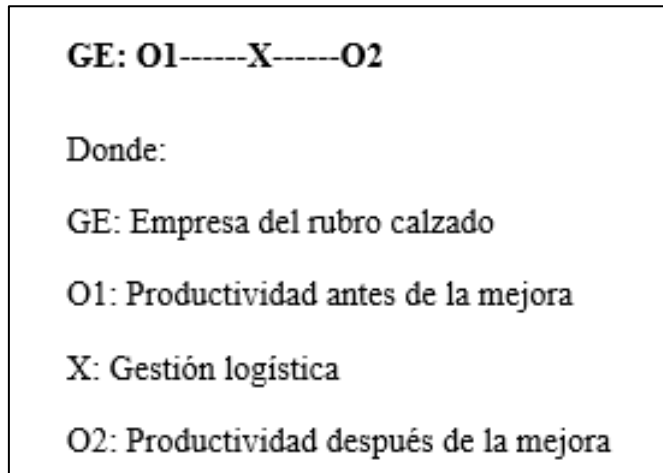 GE: O1------X------O2
Donde:
GE: Empresa del rubro calzado
O1: Productividad antes de la mejora
X: Gestión logística
O2: Productividad después de la mejora